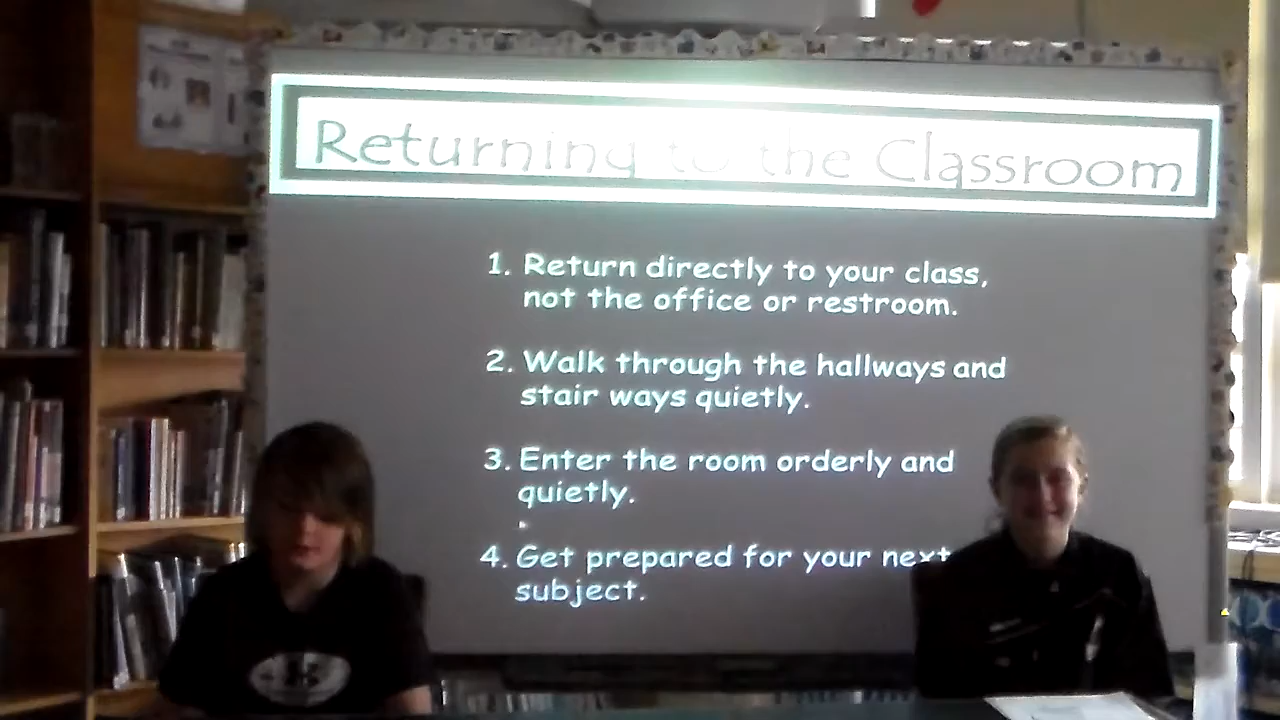 Returning to the Classroom
1. Return directly to your class,
not the office or restroom.
2. Walk through the hallways and
stair ways quietly.
3. Enter the room orderly and
quietly.
4. Get prepared for your next
subject.